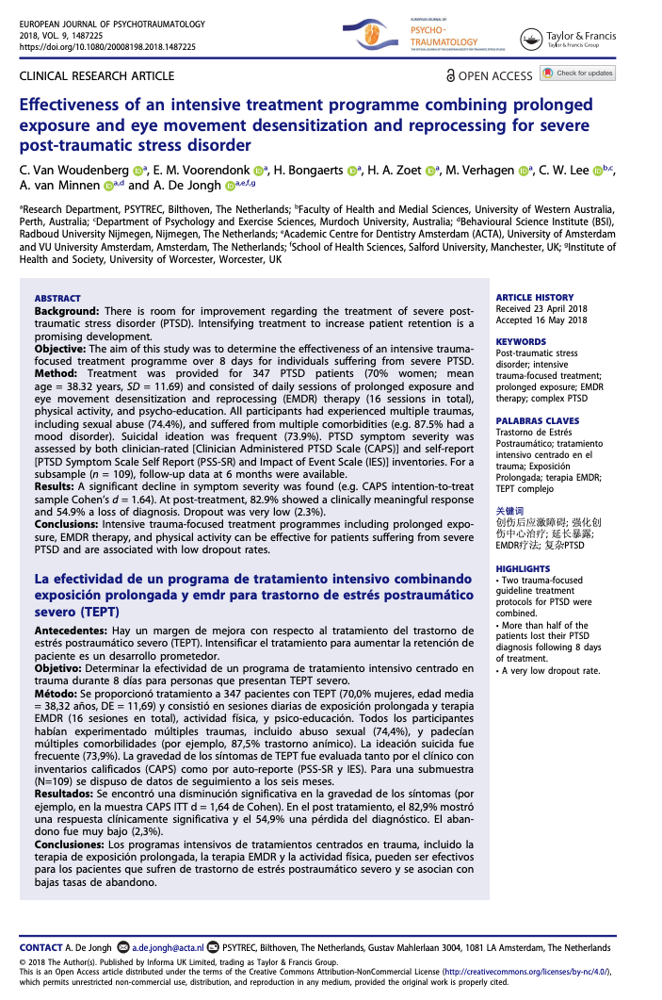 EUROPEAN JOURNAL OF PSYCHOTRAUMATOLOGY
2018, VOL. 9, 1487225
https://doi.org/10.1080/20008198.2018.1487225
EUROPEAN JOURNAL OF
PSYCHO-
TRAUMATOLOGY
THE OFFICIAL JOURNAL OF THE EUROPEAN SOCIETY FOR TRAUMATIC STRESS STUDIES
Taylor & Francis
Taylor & Francis Group
CLINICAL RESEARCH ARTICLE
OPEN ACCESS
Check for updates
Effectiveness of an intensive treatment programme combining prolonged
exposure and eye movement desensitization and reprocessing for severe
post-traumatic stress disorder
C. Van Woudenberg iD a, E. M. Voorendonk iD a, H. Bongaerts iD a, H. A. Zoet iD a, M. Verhagen iD a, C. W. Lee iD b,c,
A. van Minnen iD a,d and A. De Jongh iD a,e,f,g
aResearch Department, PSYTREC, Bilthoven, The Netherlands; bFaculty of Health and Medial Sciences, University of Western Australia,
Perth, Australia; cDepartment of Psychology and Exercise Sciences, Murdoch University, Australia; dBehavioural Science Institute (BSI),
Radboud University Nijmegen, Nijmegen, The Netherlands; eAcademic Centre for Dentistry Amsterdam (ACTA), University of Amsterdam
and VU University Amsterdam, Amsterdam, The Netherlands; fSchool of Health Sciences, Salford University, Manchester, UK; gInstitute of
Health and Society, University of Worcester, Worcester, UK
ABSTRACT
Background: There is room for improvement regarding the treatment of severe post-
traumatic stress disorder (PTSD). Intensifying treatment to increase patient retention is a
promising development.
Objective: The aim of this study was to determine the effectiveness of an intensive trauma-
focused treatment programme over 8 days for individuals suffering from severe PTSD.
Method: Treatment was provided for 347 PTSD patients (70% women; mean
age = 38.32 years, SD = 11.69) and consisted of daily sessions of prolonged exposure and
eye movement desensitization and reprocessing (EMDR) therapy (16 sessions in total),
physical activity, and psycho-education. All participants had experienced multiple traumas,
including sexual abuse (74.4%), and suffered from multiple comorbidities (e.g. 87.5% had a
mood disorder). Suicidal ideation was frequent (73.9%). PTSD symptom severity was
assessed by both clinician-rated [Clinician Administered PTSD Scale (CAPS)] and self-report
[PTSD Symptom Scale Self Report (PSS-SR) and Impact of Event Scale (IES)] inventories. For a
subsample (n = 109), follow-up data at 6 months were available.
Results: A significant decline in symptom severity was found (e.g. CAPS intention-to-treat
sample Cohen's d = 1.64). At post-treatment, 82.9% showed a clinically meaningful response
and 54.9% a loss of diagnosis. Dropout was very low (2.3%).
Conclusions: Intensive trauma-focused treatment programmes including prolonged expo-
sure, EMDR therapy, and physical activity can be effective for patients suffering from severe
PTSD and are associated with low dropout rates.
La efectividad de un programa de tratamiento intensivo combinando
exposición prolongada y emdr para trastorno de estrés postraumático
severo (TEPT)
Antecedentes: Hay un margen de mejora con respecto al tratamiento del trastorno de
estrés postraumático severo (TEPT). Intensificar el tratamiento para aumentar la retención de
paciente es un desarrollo prometedor.
Objetivo: Determinar la efectividad de un programa de tratamiento intensivo centrado en
trauma durante 8 días para personas que presentan TEPT severo.
Método: Se proporcionó tratamiento a 347 pacientes con TEPT (70,0% mujeres, edad media
= 38,32 años, DE = 11,69) y consistió en sesiones diarias de exposición prolongada y terapia
EMDR (16 sesiones en total), actividad física, y psico-educación. Todos los participantes
habían experimentado múltiples traumas, incluido abuso sexual (74,4%), y padecían
múltiples comorbilidades (por ejemplo, 87,5% trastorno anímico). La ideación suicida fue
frecuente (73,9%). La gravedad de los síntomas de TEPT fue evaluada tanto por el clínico con
inventarios calificados (CAPS) como por auto-reporte (PSS-SR y IES). Para una submuestra
(N=109) se dispuso de datos de seguimiento a los seis meses.
Resultados: Se encontró una disminución significativa en la gravedad de los síntomas (por
ejemplo, en la muestra CAPS ITT d = 1,64 de Cohen). En el post tratamiento, el 82,9% mostró
una respuesta clínicamente significativa y el 54,9% una pérdida del diagnóstico. El aban-
dono fue muy bajo (2,3%).
Conclusiones: Los programas intensivos de tratamientos centrados en trauma, incluido la
terapia de exposición prolongada, la terapia EMDR y la actividad física, pueden ser efectivos
para los pacientes que sufren de trastorno de estrés postraumático severo y se asocian con
bajas tasas de abandono.
ARTICLE HISTORY
Received 23 April 2018
Accepted 16 May 2018
KEYWORDS
Post-traumatic stress
disorder; intensive
trauma-focused treatment;
prolonged exposure; EMDR
therapy; complex PTSD
PALABRAS CLAVES
Trastorno de Estrés
Postraumático; tratamiento
intensivo centrado en el
trauma; Exposición
Prolongada; terapia EMDR;
TEPT complejo
关键词
创伤后应激障碍; 强化创
伤中心治疗; 延长暴露;
EMDR疗法; 复杂PTSD
HIGHLIGHTS
• Two trauma-focused
guideline treatment
protocols for PTSD were
combined.
• More than half of the
patients lost their PTSD
diagnosis following 8 days
of treatment.
• A very low dropout rate.
CONTACT A. De Jongh a.de.jongh@acta.nl PSYTREC, Bilthoven, The Netherlands, Gustav Mahlerlaan 3004, 1081 LA Amsterdam, The Netherlands
© 2018 The Author(s). Published by Informa UK Limited, trading as Taylor & Francis Group.
This is an Open Access article distributed under the terms of the Creative Commons Attribution-NonCommercial License (http://creativecommons.org/licenses/by-nc/4.0/),
which permits unrestricted non-commercial use, distribution, and reproduction in any medium, provided the original work is properly cited.